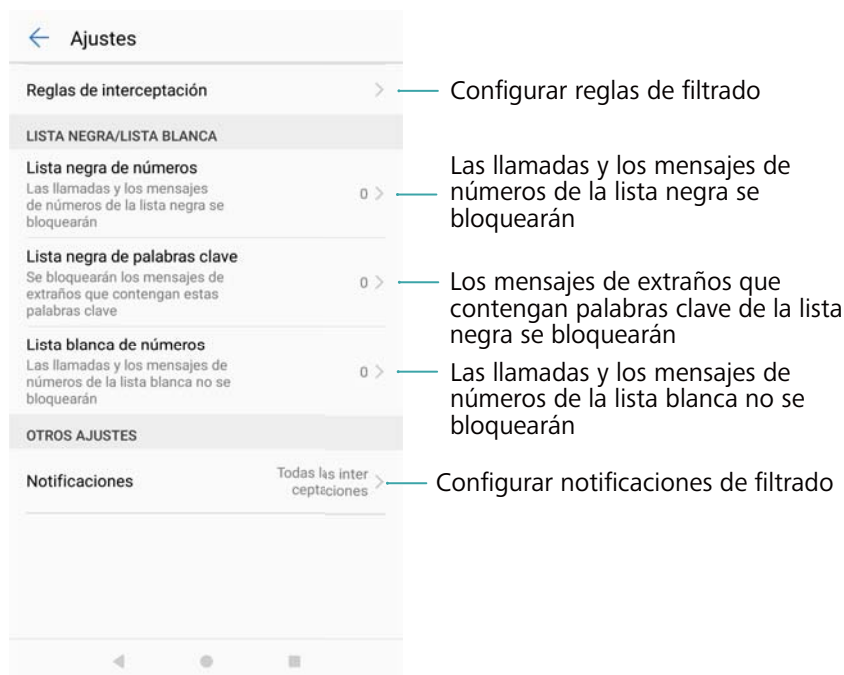 Ajustes
Reglas de interceptación
Configurar reglas de filtrado
LISTA NEGRA/LISTA BLANCA
Lista negra de números
Las llamadas y los mensajes
de números de la lista negra se
bloquearán
0
Las llamadas y los mensajes de
números de la lista negra se
bloquearán
Lista negra de palabras clave
Se bloquearán los mensajes de
extraños que contengan estas
palabras clave
0
Los mensajes de extraños que
contengan palabras clave de la lista
negra se bloquearán
Lista blanca de números
Las llamadas y los mensajes de
números de la lista blanca no se
bloquearán
0
Las llamadas y los mensajes de
números de la lista blanca no se
bloquearán
OTROS AJUSTES
Notificaciones
Todas las inter
ceptaciones
Configurar notificaciones de filtrado